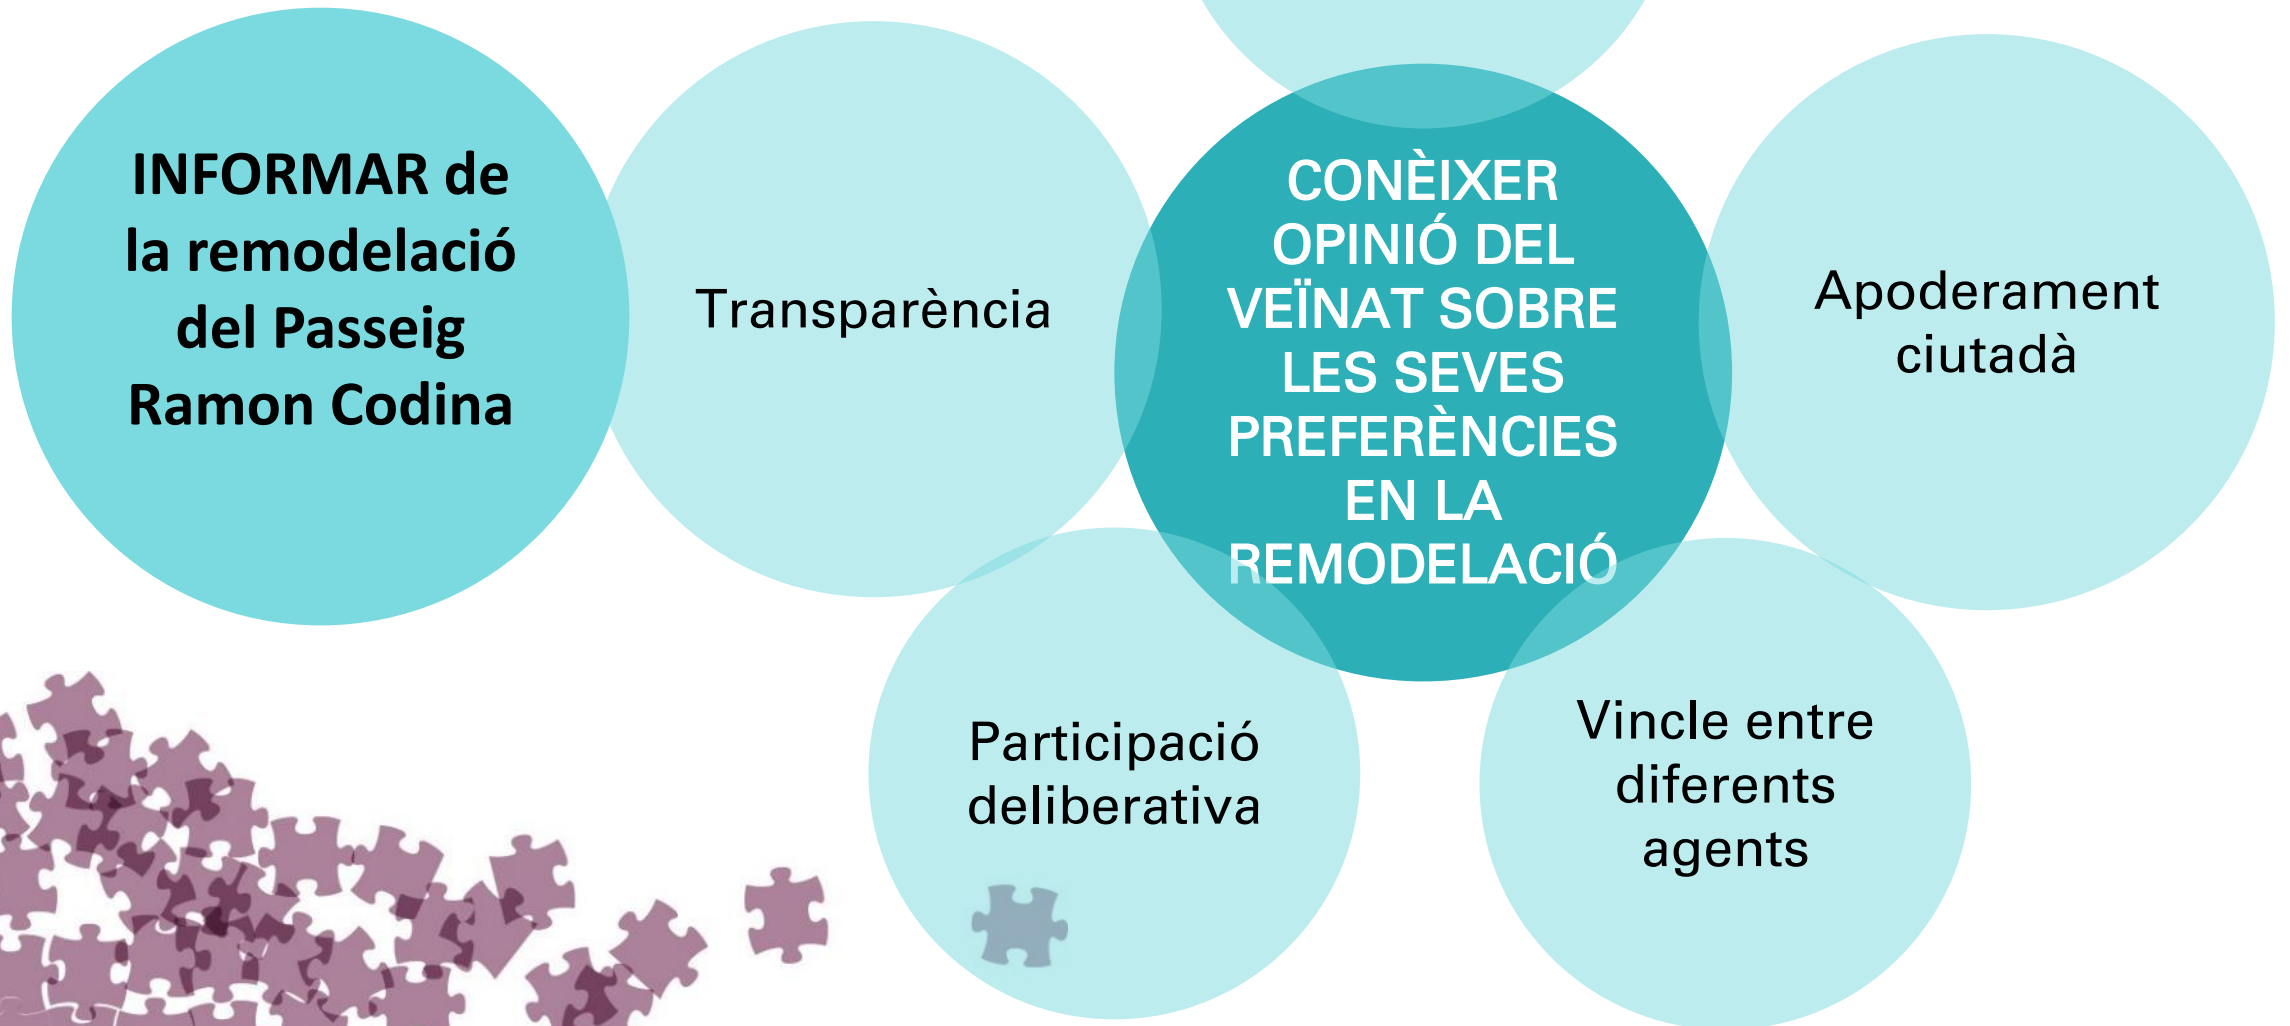 INFORMAR de
la remodelació
del Passeig
Ramon Codina
Transparència
CONÈIXER
OPINIÓ DEL
VEÏNAT SOBRE
LES SEVES
PREFERÈNCIES
EN LA
REMODELACIÓ
Apoderament
ciutadà
Participació
deliberativa
Vincle entre
diferents
agents